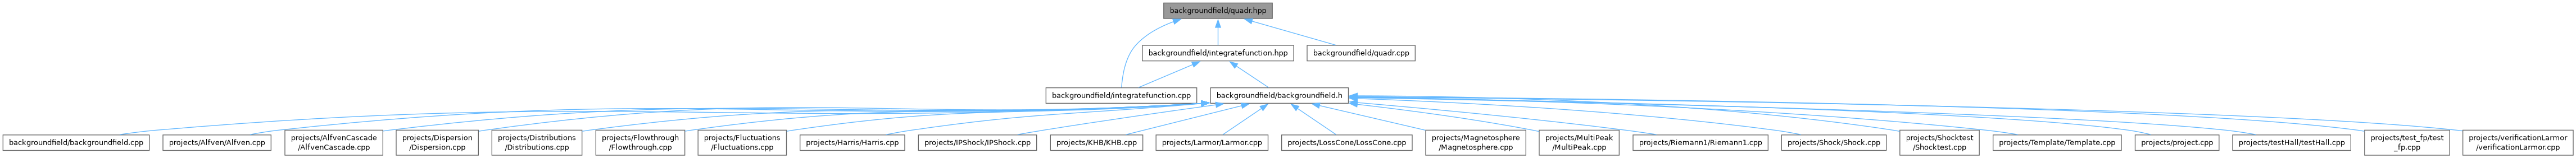 backgroundfield/quadr.hpp
backgroundfield/integratefunction.hpp
backgroundfield/quadr.cpp
backgroundfield/integratefunction.cpp
backgroundfield/backgroundfield.h
backgroundfield/backgroundfield.cpp
projects/Alfven/Alfven.cpp
projects/AlfvenCascade
/AlfvenCascade.cpp
projects/Dispersion
/Dispersion.cpp
projects/Distributions
/Distributions.cpp
projects/Flowthrough
/Flowthrough.cpp
projects/Fluctuations
/Fluctuations.cpp
projects/Harris/Harris.cpp
projects/IPShock/IPShock.cpp
projects/KHB/KHB.cpp
projects/Larmor/Larmor.cpp
projects/LossCone/LossCone.cpp
projects/Magnetosphere
/Magnetosphere.cpp
projects/MultiPeak
/MultiPeak.cpp
projects/Riemann1/Riemann1.cpp
projects/Shock/Shock.cpp
projects/Shocktest
/Shocktest.cpp
projects/Template/Template.cpp
projects/project.cpp
projects/testHall/testHall.cpp
projects/test_fp/test
_fp.cpp
projects/verificationLarmor
/verificationLarmor.cpp